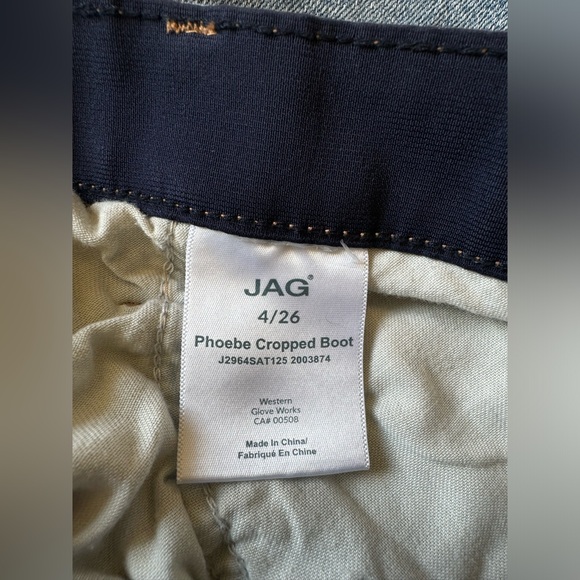 JAG®
4/26
Phoebe Cropped Boot
J2964SAT125 2003874
Western
Glove Works
CA# 00508
Made In China/
Fabriqué En Chine